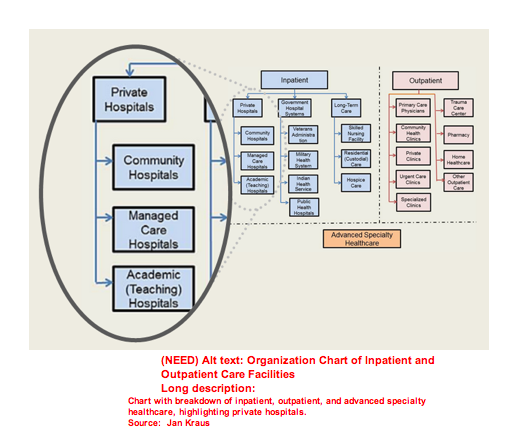 Private
Hospitals
Community
Hospitals
Managed
Care
Hospitals
Academic
(Teaching)
Hospitals
Inpatient
Private
Hospitals
Community
Hospitals
Managed
Care
Hospitals
Academic
(Teaching)
Hospitals
Government
Hospital
Systems
Veterans
Administra
tion
Military
Health
System
Indian
Health
Service
Public
Health
Hospitals
Long-Term
Care
Skilled
Nursing
Facility
Residential
(Custodial)
Care
Hospice
Care
Outpatient
Primary Care
Physicians
Community
Health
Clinics
Private
Clinics
Urgent Care
Clinics
Specialized
Clinics
Trauma
Care
Center
Pharmacy
Home
Healthcare
Other
Outpatient
Care
Advanced Specialty
Healthcare
(NEED) Alt text: Organization Chart of Inpatient and
Outpatient Care Facilities
Long description:
Chart with breakdown of inpatient, outpatient, and advanced specialty
healthcare, highlighting private hospitals.
Source:  Jan Kraus